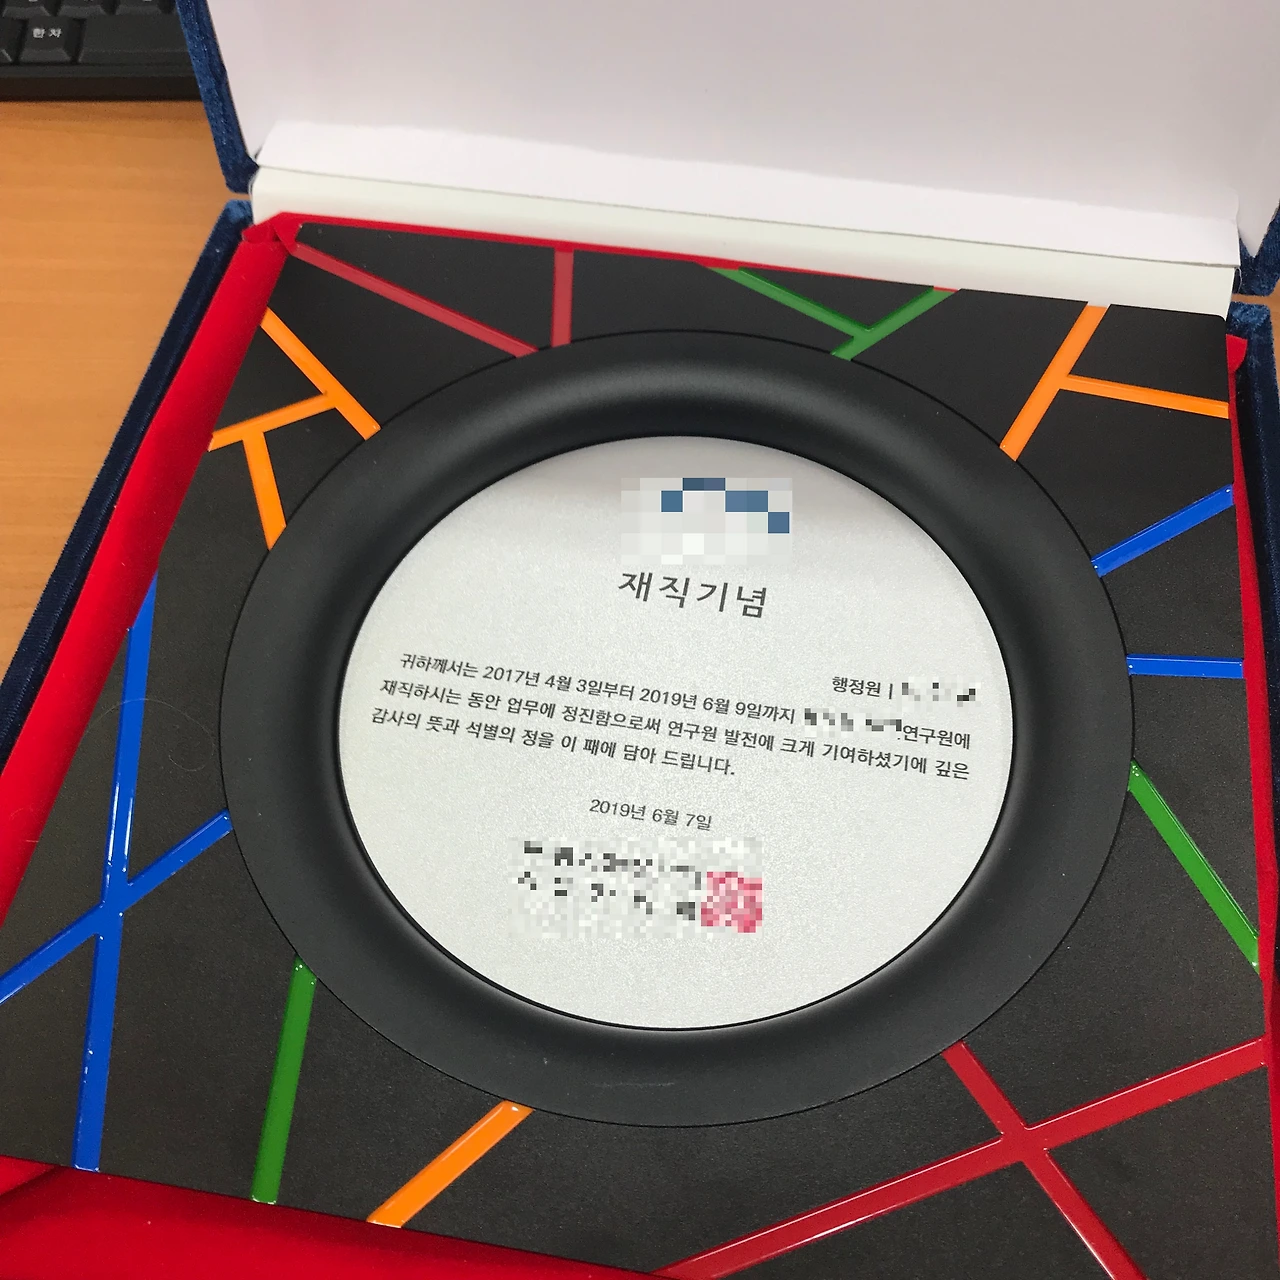 한자
재직기념
행정원 |
귀하께서는 2017년 4월 3일부터 2019년 6월 9일까지 연구원에
재직하시는 동안 업무에 정진함으로써 연구원 발전에 크게 기여하셨기에 깊은
감사의 뜻과 석별의 정을 이 패에 담아 드립니다.
2019년 6월 7일